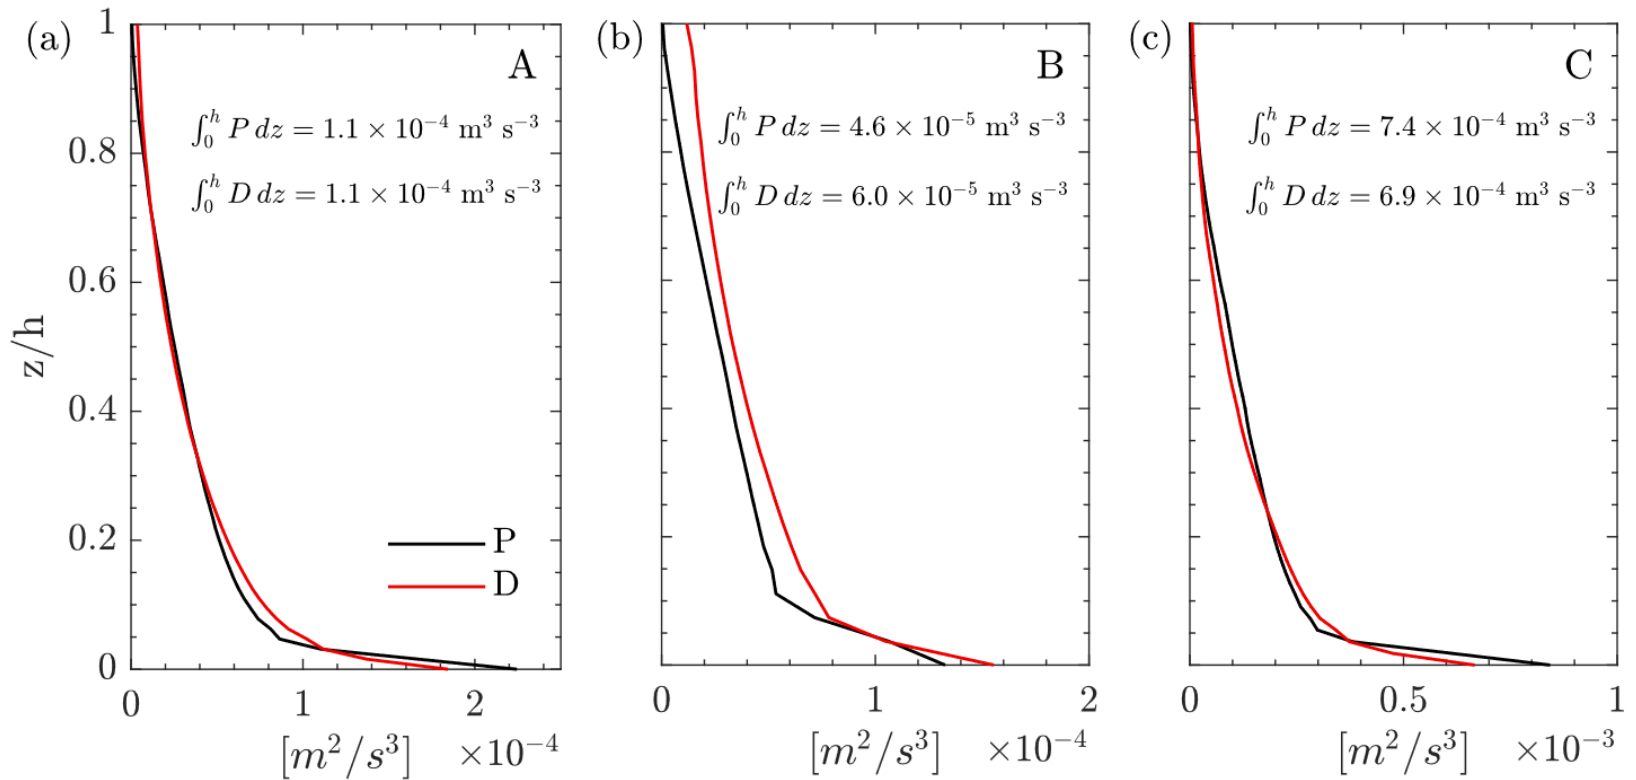 (a)
A
∫₀ʰ P dz = 1.1 × 10⁻⁴ m³ s⁻³
∫₀ʰ D dz = 1.1 × 10⁻⁴ m³ s⁻³
P
D
z/h
1
0.8
0.6
0.4
0.2
0
0 1 2
[m²/s³] ×10⁻⁴
(b)
B
∫₀ʰ P dz = 4.6 × 10⁻⁵ m³ s⁻³
∫₀ʰ D dz = 6.0 × 10⁻⁵ m³ s⁻³
0 1 2
[m²/s³] ×10⁻⁴
(c)
C
∫₀ʰ P dz = 7.4 × 10⁻⁴ m³ s⁻³
∫₀ʰ D dz = 6.9 × 10⁻⁴ m³ s⁻³
0 0.5 1
[m²/s³] ×10⁻³